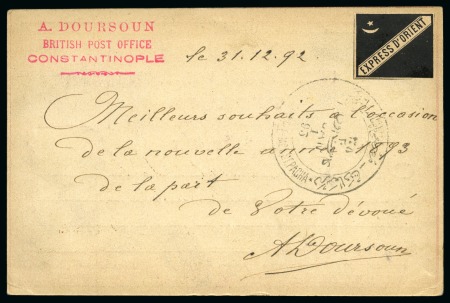 A. DOURSOUN
BRITISH POST OFFICE
CONSTANTINOPLE
EXPRESS D'ORIENT
le 31.12.92.
Meilleurs souhaits à l'occasion
de la nouvelle année 1893
de la part
de Votre dévoué
ADoursoun